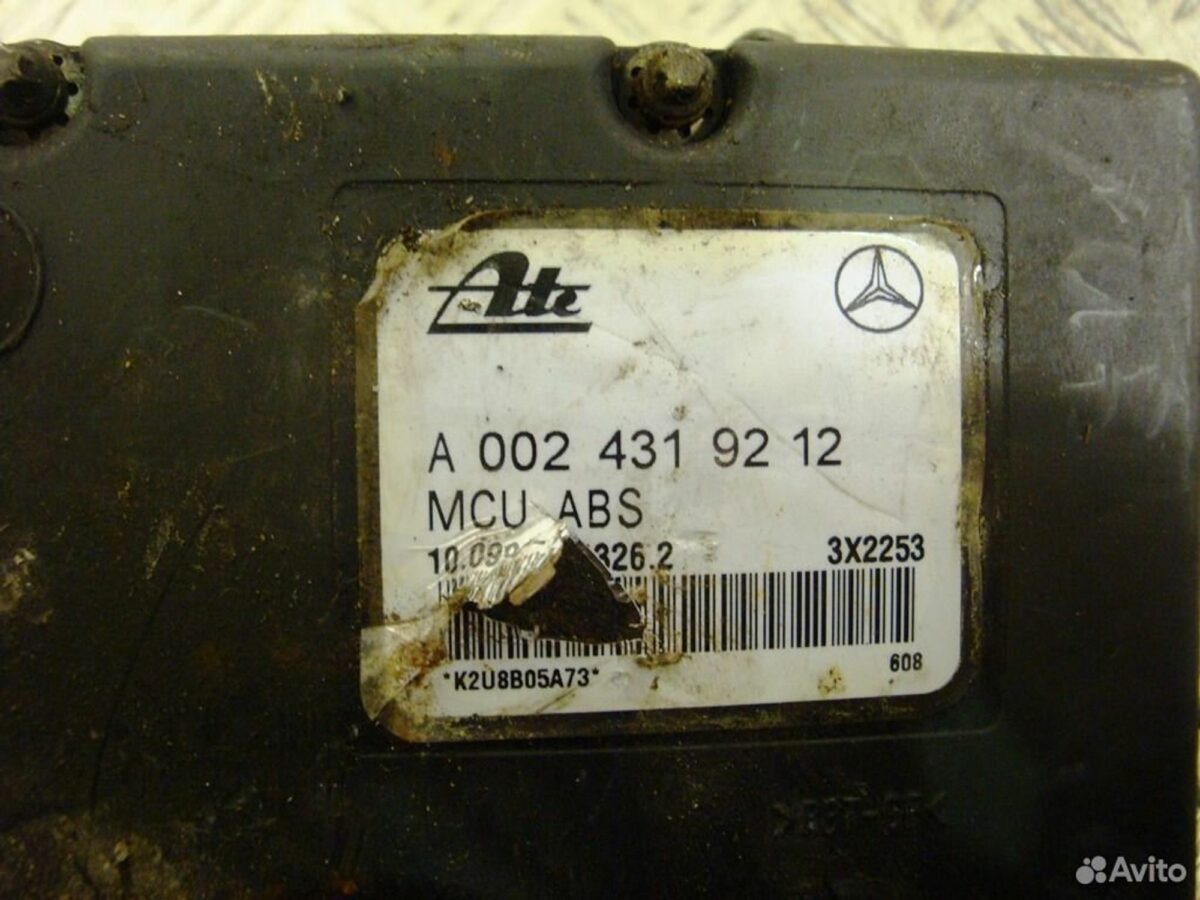 Ate
A 002 431 92 12
MCU ABS
326.2 3X2253
*K2U8B05A73* 608
Avito